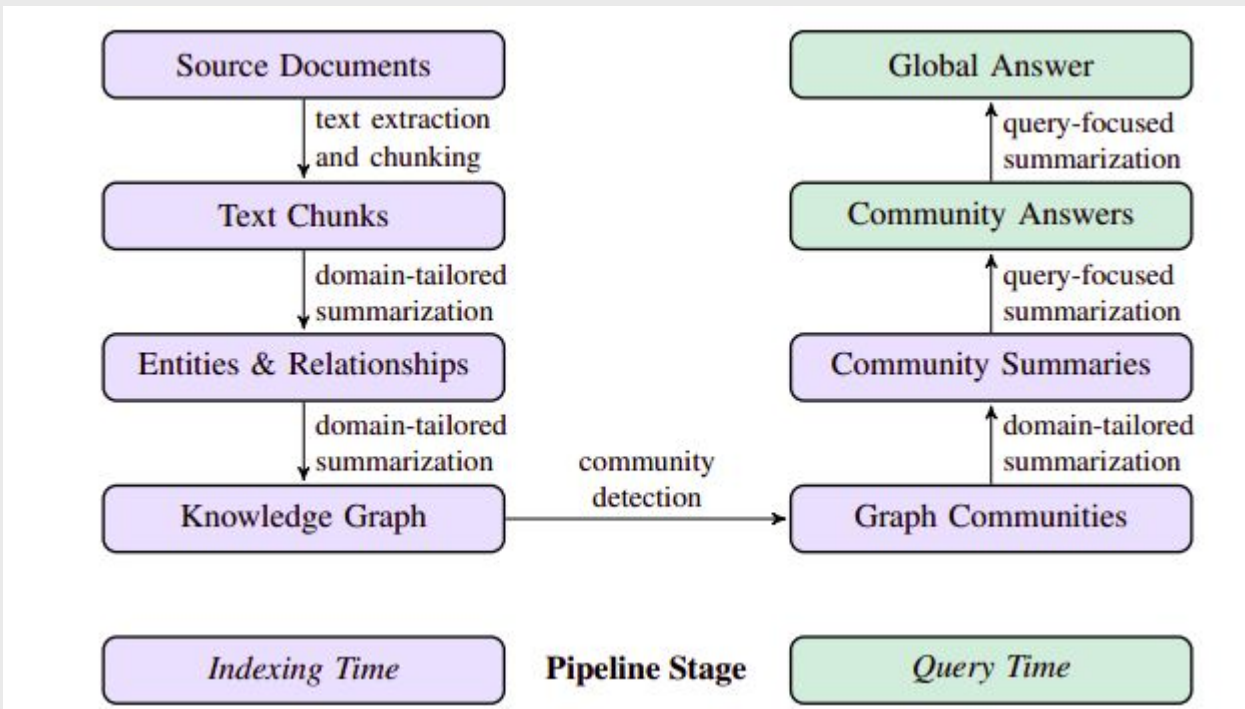 Source Documents
text extraction
and chunking
Text Chunks
domain-tailored
summarization
Entities & Relationships
domain-tailored
summarization
Knowledge Graph
community
detection
Graph Communities
domain-tailored
summarization
Community Summaries
query-focused
summarization
Community Answers
query-focused
summarization
Global Answer
Indexing Time
Pipeline Stage
Query Time